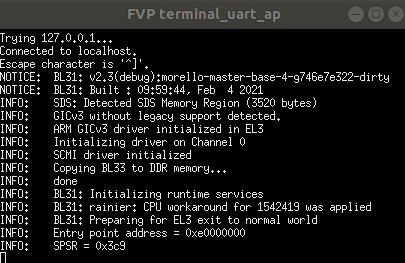 FVP terminal_uart_ap
Trying 127.0.0.1...
Connected to localhost.
Escape character is '^]'.
NOTICE:  BL31: v2.3(debug):morello-master-base-4-g746e7e322-dirty
NOTICE:  BL31: Built : 09:59:44, Feb  4 2021
INFO:    SDS: Detected SDS Memory Region (3520 bytes)
INFO:    GICv3 without legacy support detected.
INFO:    ARM GICv3 driver initialized in EL3
INFO:    Initializing driver on Channel 0
INFO:    SCMI driver initialized
INFO:    Copying BL33 to DDR memory...
INFO:    done
INFO:    BL31: Initializing runtime services
INFO:    BL31: rainier: CPU workaround for 1542419 was applied
INFO:    BL31: Preparing for EL3 exit to normal world
INFO:    Entry point address = 0xe0000000
INFO:    SPSR = 0x3c9